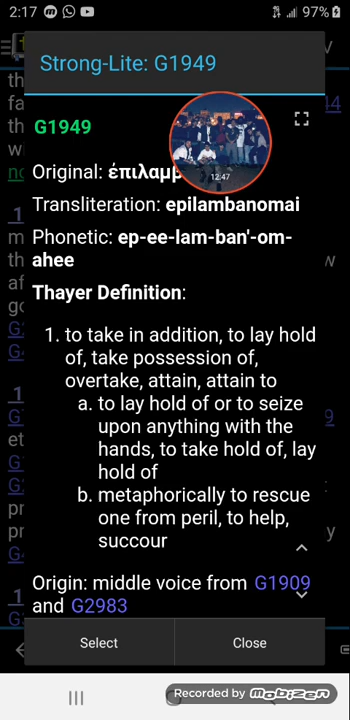 2:17
97%
Strong-Lite: G1949
G1949
12:47
Original: ἐπιλαμβ
Transliteration: epilambanomai
Phonetic: ep-ee-lam-ban'-om-
ahee
Thayer Definition:
1. to take in addition, to lay hold
of, take possession of,
overtake, attain, attain to
a. to lay hold of or to seize
upon anything with the
hands, to take hold of, lay
hold of
b. metaphorically to rescue
one from peril, to help,
succour
Origin: middle voice from G1909
and G2983
Select Close
Recorded by Mobizen